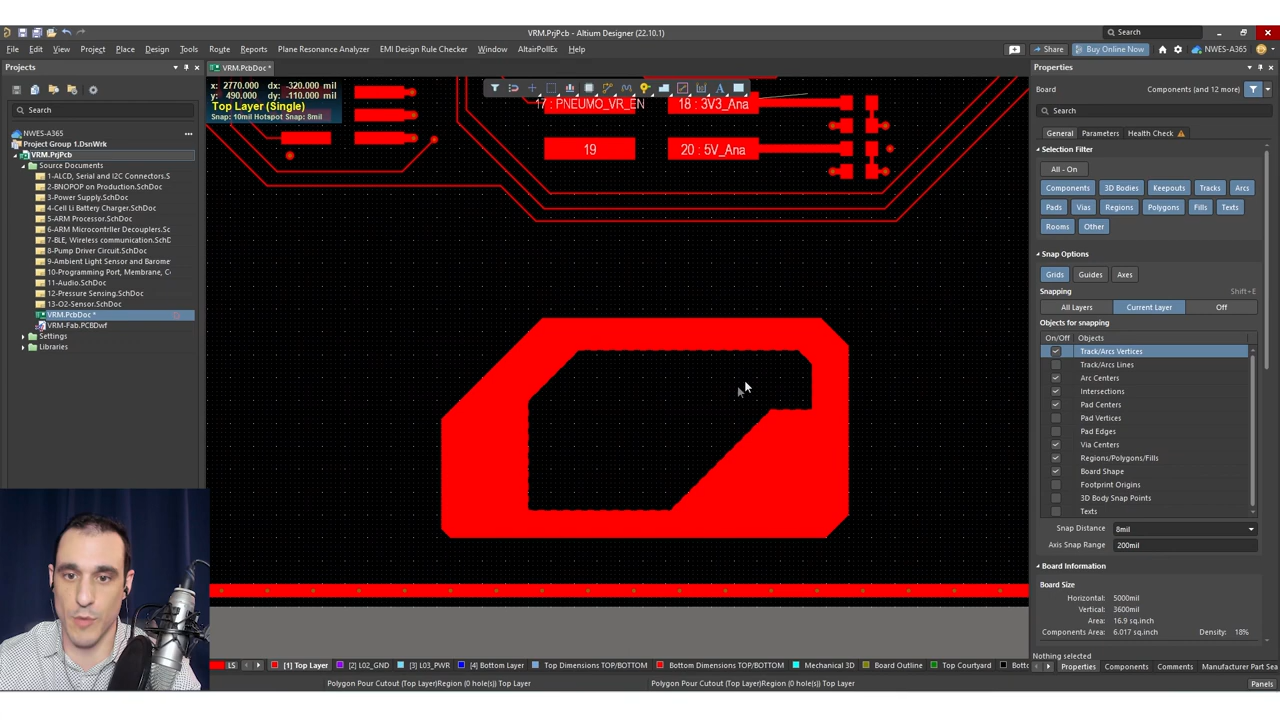 VRM.PrjPcb - Altium Designer (22.10.1)
Search
File Edit View Project Place Design Tools Route Reports Plane Resonance Analyzer EMI Design Rule Checker Window AltairPollEx Help
Share Buy Online Now NWES-A365
Projects
VRM.PcbDoc *
Properties
Search
NWES-A365
Project Group 1.DsnWrk
VRM.PrjPcb
Source Documents
1-ALCD, Serial and I2C Connectors.S
2-BNOPOP on Production.SchDoc
3-Power Supply.SchDoc
4-Cell Li Battery Charger.SchDoc
5-ARM Processor.SchDoc
6-ARM Microcontrller Decouplers.Sc
7-BLE, Wireless communication.SchD
8-Pump Driver Circuit.SchDoc
9-Ambient Light Sensor and Barome
10-Programming Port, Membrane, C
11-Audio.SchDoc
12-Pressure Sensing.SchDoc
13-O2-Sensor.SchDoc
VRM.PcbDoc *
VRM-Fab.PCBDwf
Settings
Libraries
x: 2770.000 dx: -320.000 mil
y: 490.000 dy: -110.000 mil
Top Layer (Single)
Snap: 10mil Hotspot Snap: 8mil
17 : PNEUMO_VR_EN
18 : 3V3_Ana
19
20 : 5V_Ana
Board
Components (and 12 more)
Search
General Parameters Health Check
Selection Filter
All - On
Components 3D Bodies Keepouts Tracks Arcs
Pads Vias Regions Polygons Fills Texts
Rooms Other
Snap Options
Grids Guides Axes
Snapping Shift+E
All Layers Current Layer Off
Objects for snapping
On/Off Objects
Track/Arcs Vertices
Track/Arcs Lines
Arc Centers
Intersections
Pad Centers
Pad Vertices
Pad Edges
Via Centers
Regions/Polygons/Fills
Board Shape
Footprint Origins
3D Body Snap Points
Texts
Snap Distance 8mil
Axis Snap Range 200mil
Board Information
Board Size
Horizontal: 5000mil
Vertical: 3600mil
Area: 16.9 sq.inch
Components Area: 6.017 sq.inch Density: 18%
Nothing selected
LS [1] Top Layer [2] L02_GND [3] L03_PWR [4] Bottom Layer Top Dimensions TOP/BOTTOM Bottom Dimensions TOP/BOTTOM Mechanical 3D Board Outline Top Courtyard Botto
Properties Components Comments Manufacturer Part Sea
Polygon Pour Cutout (Top Layer)Region (0 hole(s)) Top Layer
Polygon Pour Cutout (Top Layer)Region (0 hole(s)) Top Layer
Panels